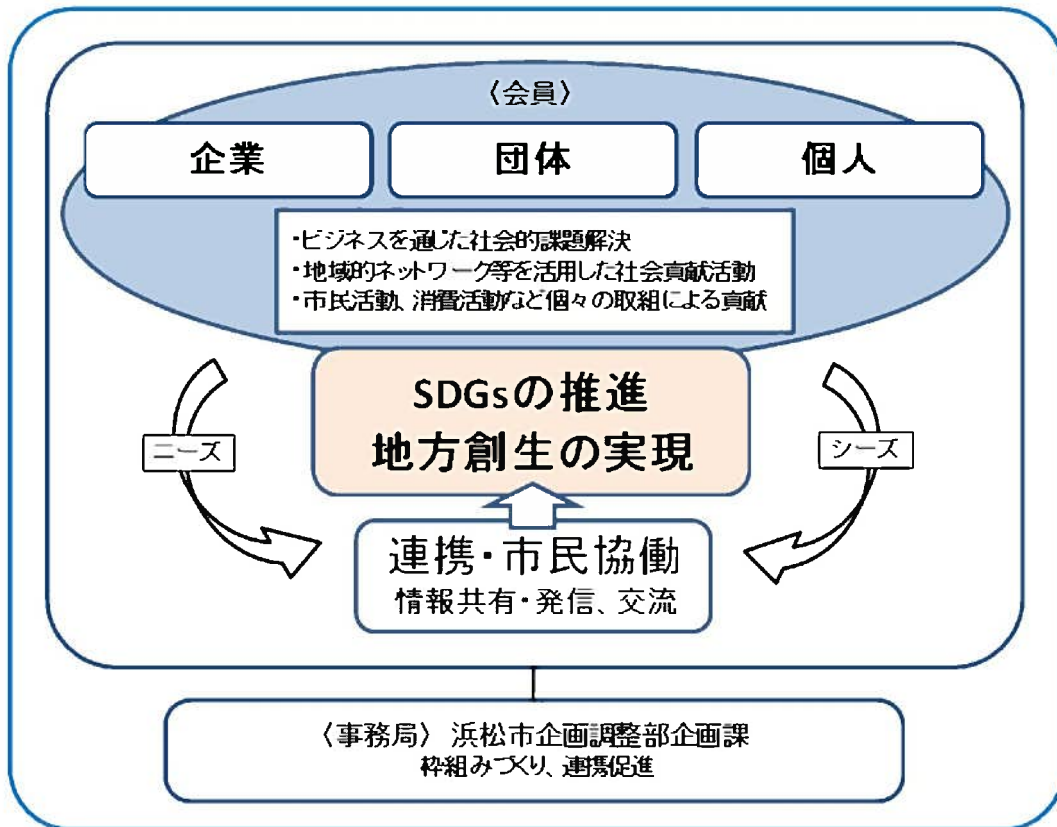 〈会員〉
企業
団体
個人
・ビジネスを通じた社会的課題解決
・地域的ネットワーク等を活用した社会貢献活動
・市民活動、消費活動など個々の取組による貢献
SDGsの推進
地方創生の実現
ニーズ
シーズ
連携・市民協働
情報共有・発信、交流
〈事務局〉 浜松市企画調整部企画課
枠組みづくり、連携促進